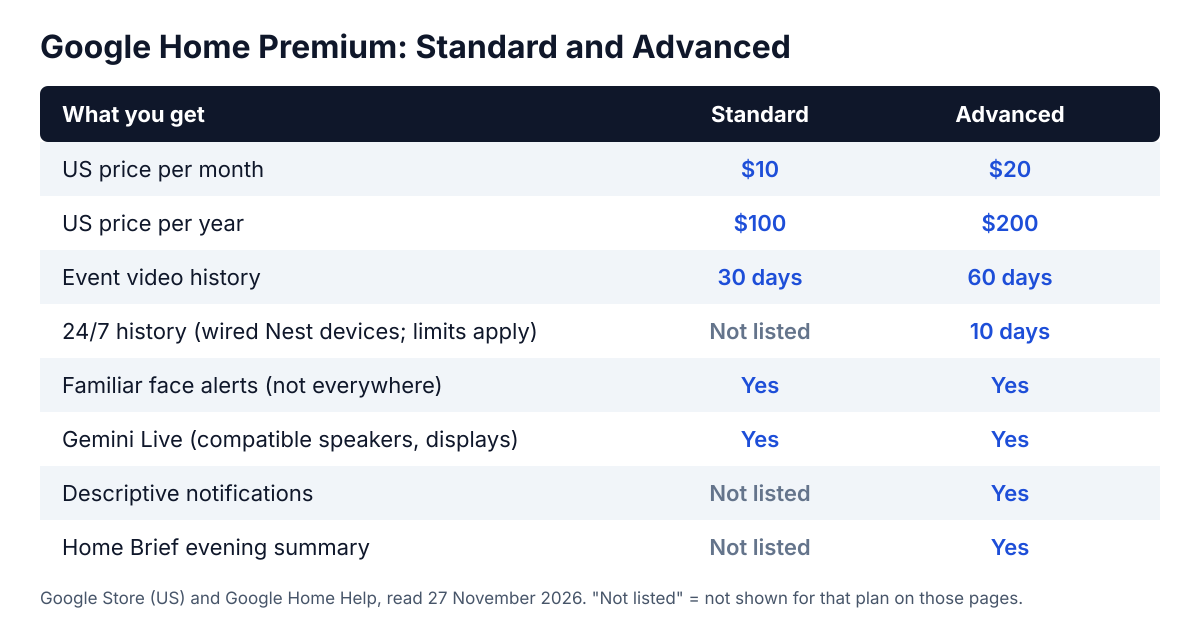 Google Home Premium: Standard and Advanced
What you get Standard Advanced
US price per month $10 $20
US price per year $100 $200
Event video history 30 days 60 days
24/7 history (wired Nest devices; limits apply) Not listed 10 days
Familiar face alerts (not everywhere) Yes Yes
Gemini Live (compatible speakers, displays) Yes Yes
Descriptive notifications Not listed Yes
Home Brief evening summary Not listed Yes
Google Store (US) and Google Home Help, read 27 November 2026. "Not listed" = not shown for that plan on those pages.